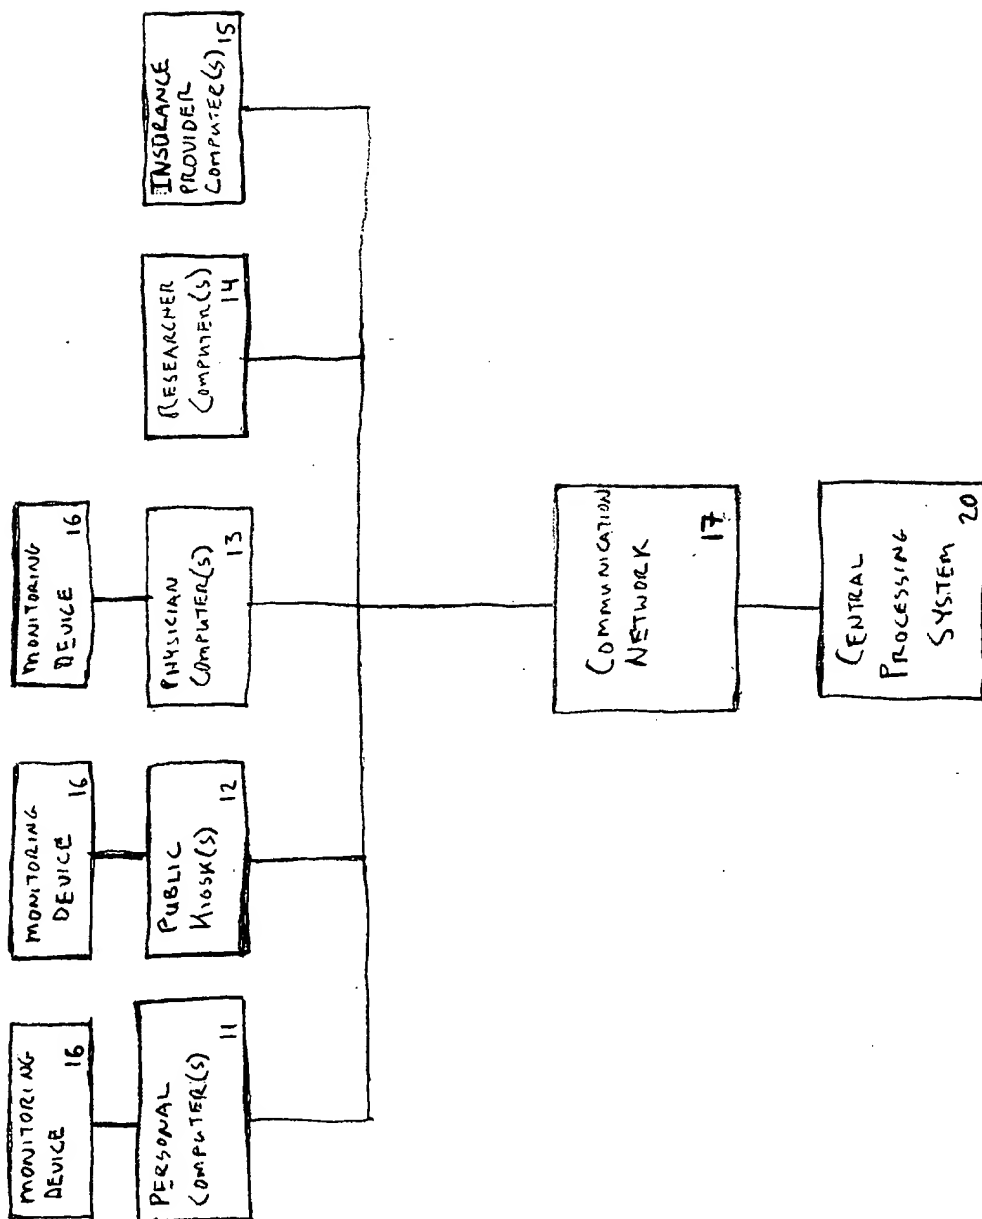 MONITORING
DEVICE
16
MONITORING
DEVICE
16
MONITORING
DEVICE
16
PERSONAL
COMPUTER(S)
11
PUBLIC
KIOSK(S)
12
PHYSICIAN
COMPUTER(S)
13
RESEARCHER
COMPUTER(S)
14
INSURANCE
PROVIDER
COMPUTER(S)
15
COMMUNICATION
NETWORK
17
CENTRAL
PROCESSING
SYSTEM
20